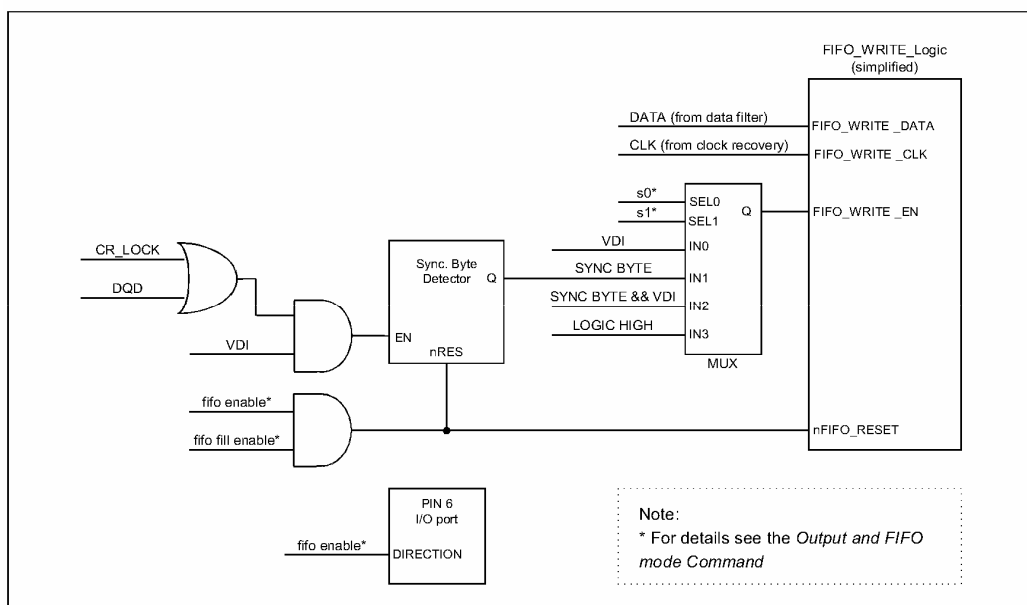 FIFO_WRITE_Logic
(simplified)
DATA (from data filter)
FIFO_WRITE _DATA
CLK (from clock recovery)
FIFO_WRITE _CLK
s0*
SEL0
s1*
SEL1
Q
FIFO_WRITE _EN
VDI
IN0
SYNC BYTE
IN1
SYNC BYTE && VDI
IN2
LOGIC HIGH
IN3
MUX
CR_LOCK
DQD
VDI
Sync. Byte
Detector
Q
EN
nRES
fifo enable*
fifo fill enable*
nFIFO_RESET
PIN 6
I/O port
fifo enable*
DIRECTION
Note:
* For details see the Output and FIFO
mode Command